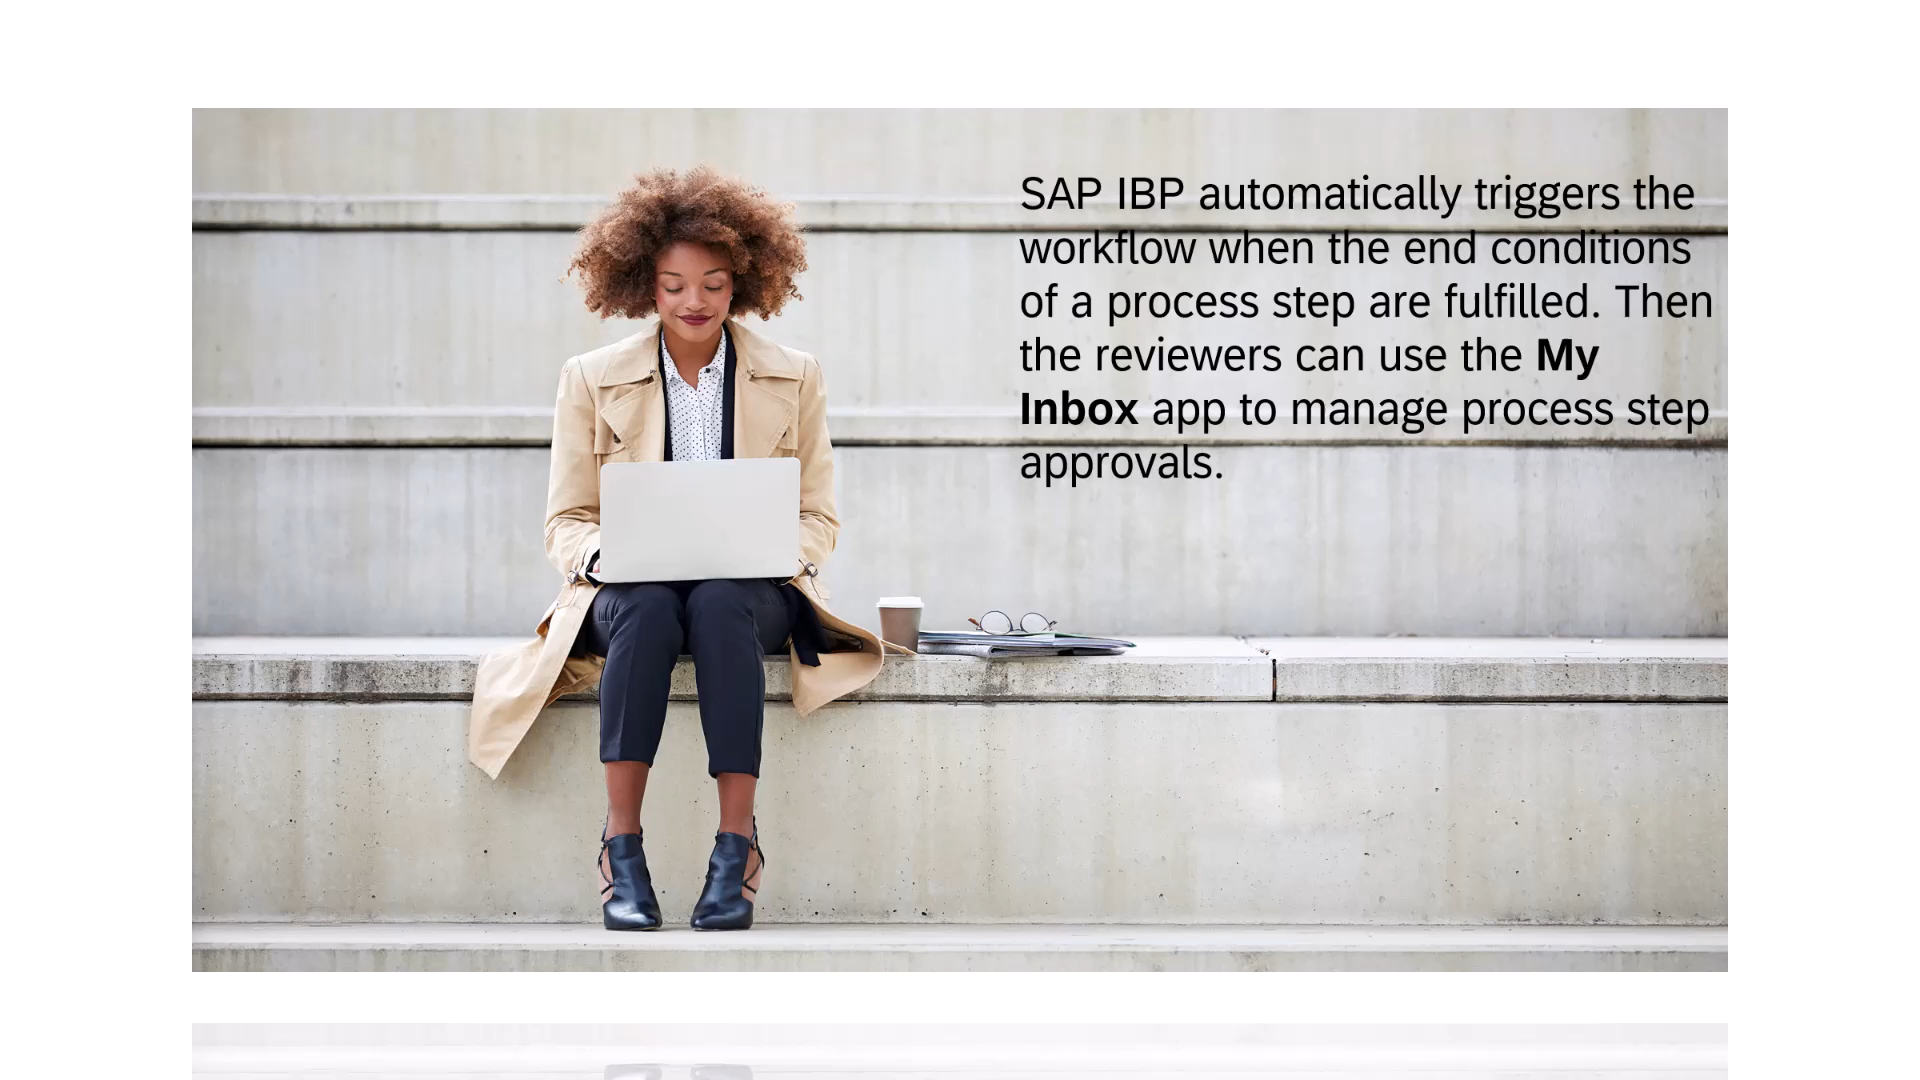 SAP IBP automatically triggers the
workflow when the end conditions
of a process step are fulfilled. Then
the reviewers can use the My
Inbox app to manage process step
approvals.